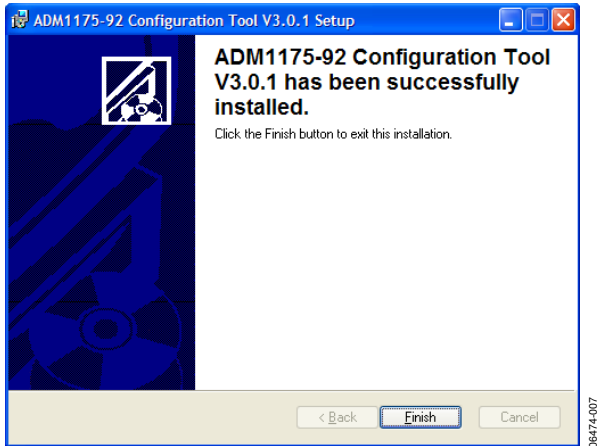 ADM1175-92 Configuration Tool V3.0.1 Setup
ADM1175-92 Configuration Tool
V3.0.1 has been successfully
installed.
Click the Finish button to exit this installation.
< Back
Finish
Cancel
06474-007